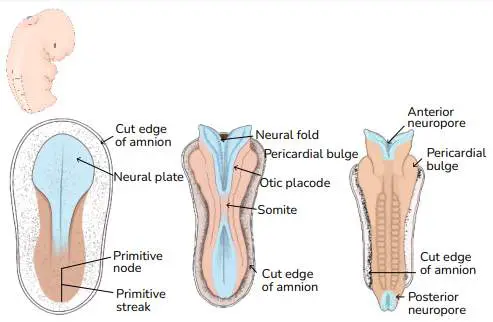 Cut edge
of amnion
Neural plate
Primitive
node
Primitive
streak
Neural fold
Pericardial bulge
Otic placode
Somite
Cut edge
of amnion
Anterior
neuropore
Pericardial
bulge
Cut edge
of amnion
Posterior
neuropore